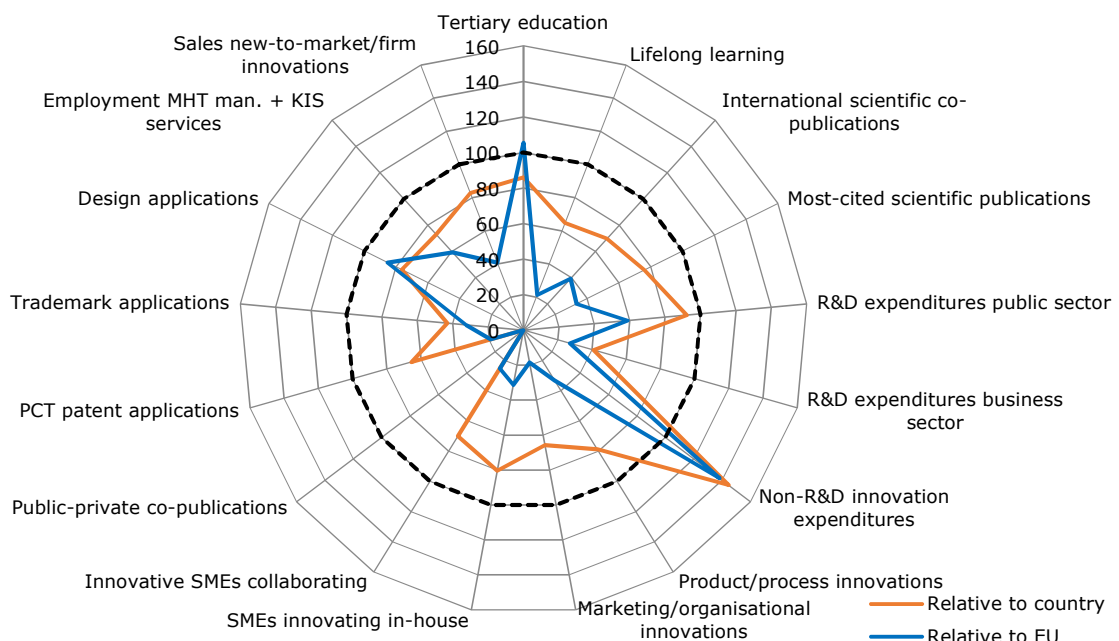 Tertiary education
Lifelong learning
International scientific co-
publications
Most-cited scientific publications
R&D expenditures public sector
R&D expenditures business
sector
Non-R&D innovation
expenditures
Product/process innovations
Marketing/organisational
innovations
SMEs innovating in-house
Innovative SMEs collaborating
Public-private co-publications
PCT patent applications
Trademark applications
Design applications
Employment MHT man. + KIS
services
Sales new-to-market/firm
innovations
160
140
120
100
80
60
40
20
0
Relative to country
Relative to EU